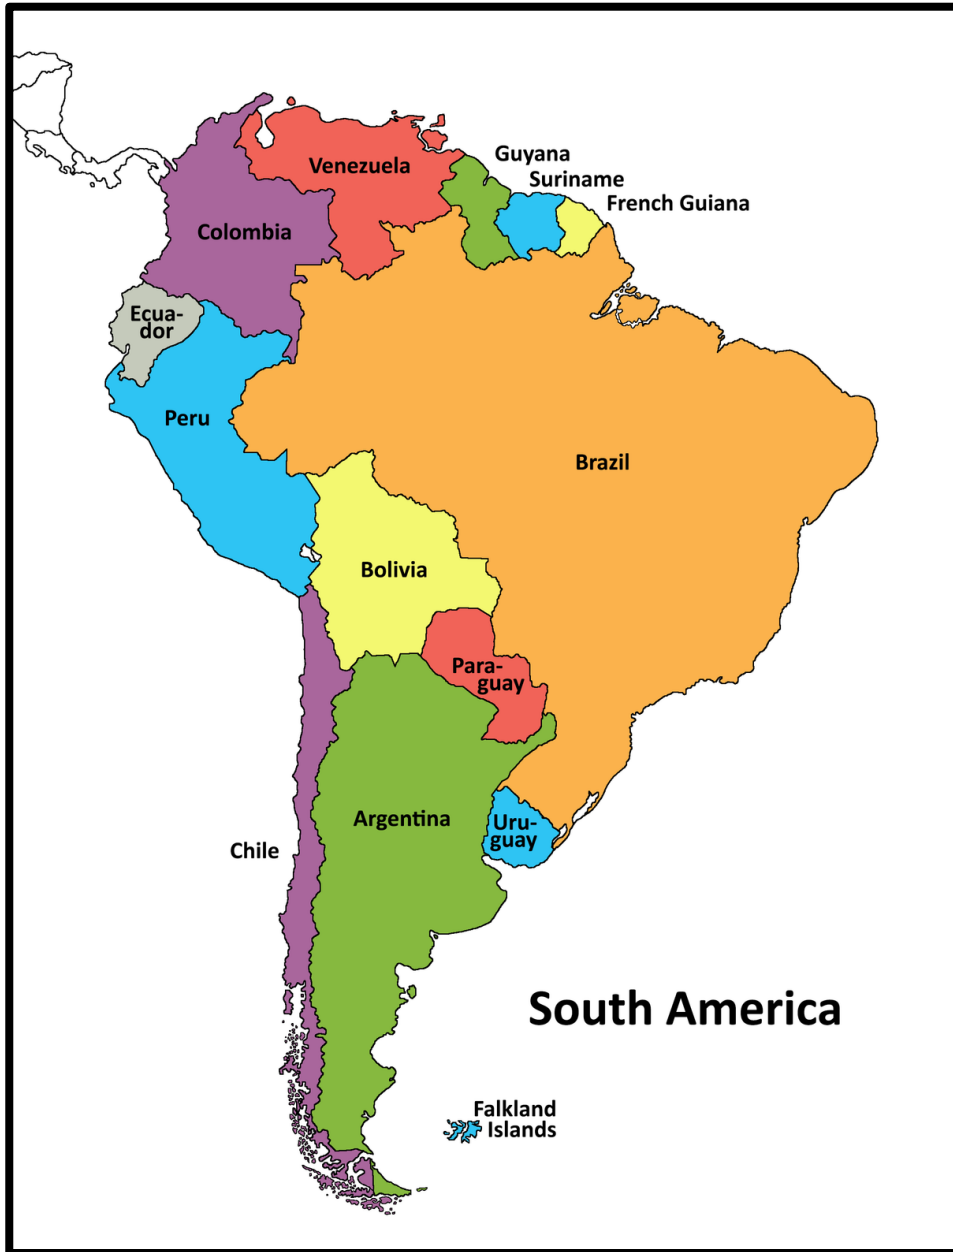 Guyana
Suriname
French Guiana
Venezuela
Colombia
Ecua-
dor
Peru
Brazil
Bolivia
Para-
guay
Argentina
Uru-
guay
Chile
South America
Falkland
Islands